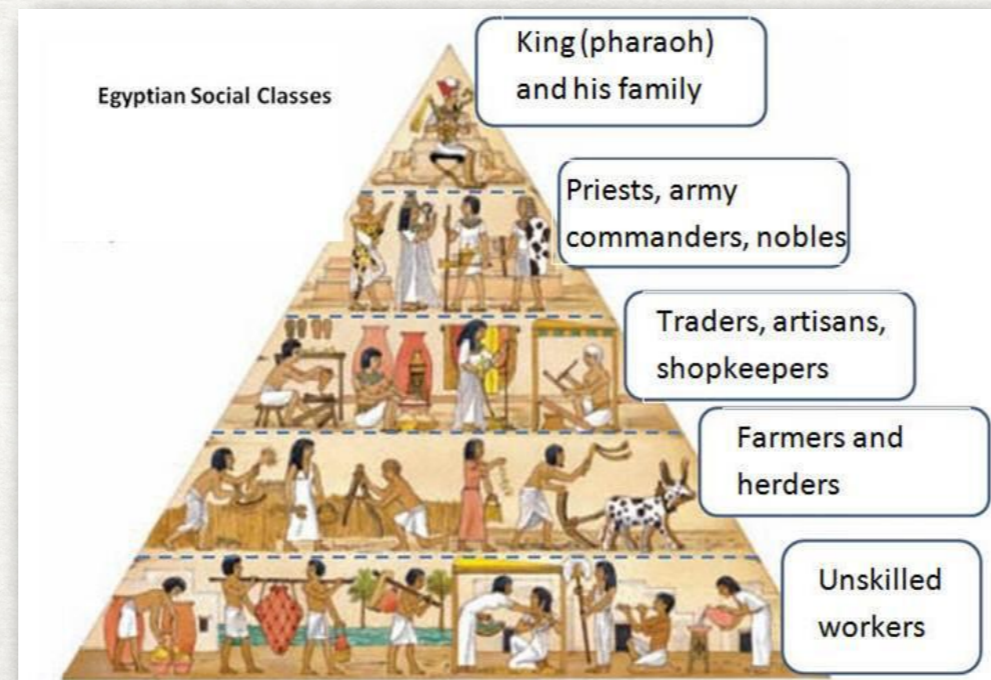 Egyptian Social Classes
King (pharaoh)
and his family
Priests, army
commanders, nobles
Traders, artisans,
shopkeepers
Farmers and
herders
Unskilled
workers